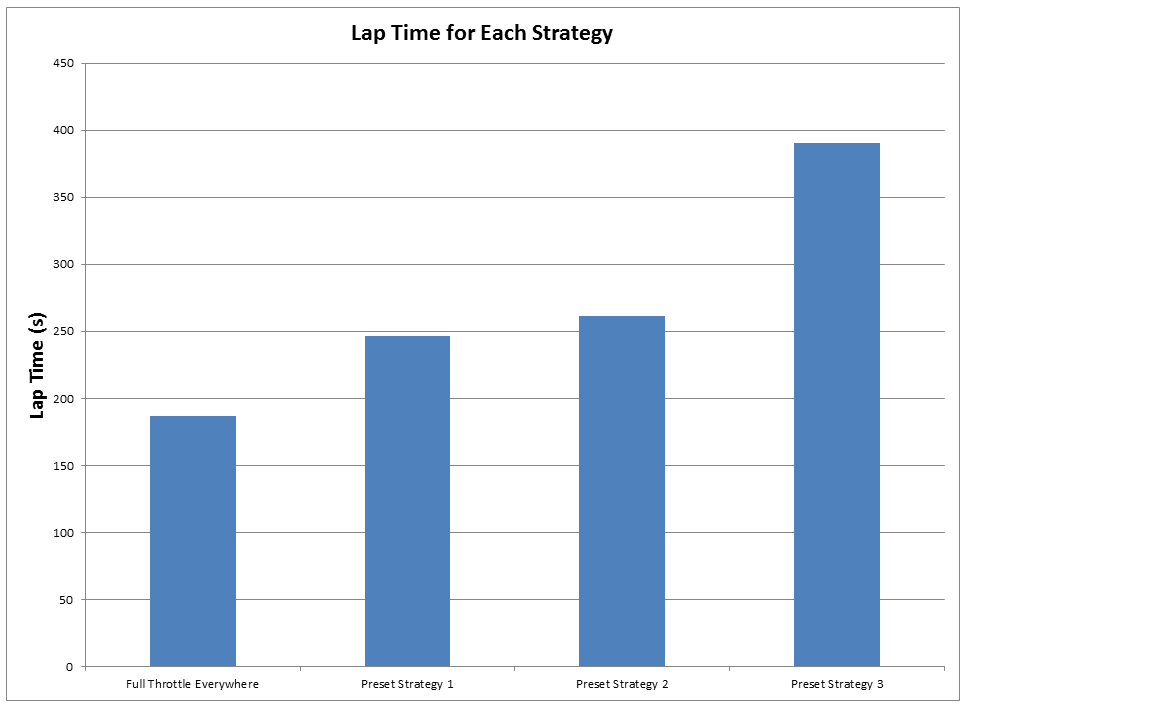 Lap Time for Each Strategy
450
400
350
300
250
200
150
100
50
0
Lap Time (s)
Full Throttle Everywhere
Preset Strategy 1
Preset Strategy 2
Preset Strategy 3